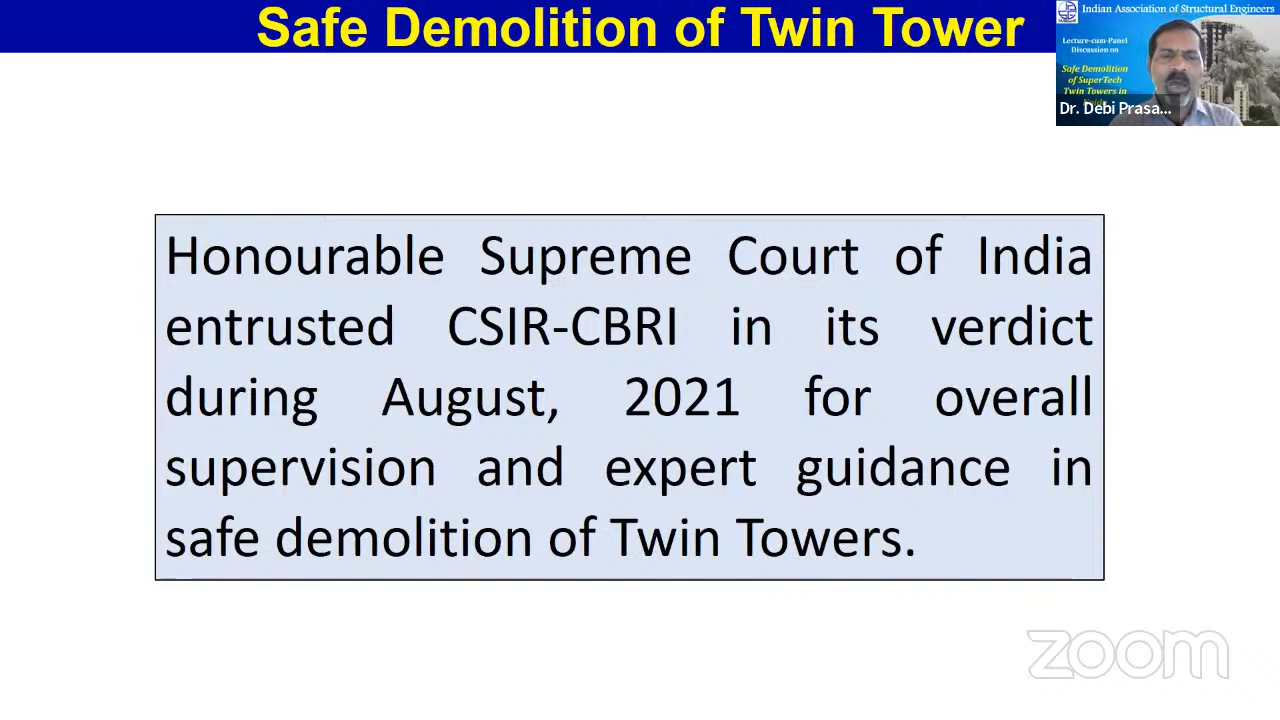 Safe Demolition of Twin Tower
Indian Association of Structural Engineers
Lecture-cum-Panel
Discussion on
Safe Demolition
of SuperTech
Twin Towers in
Dr. Debi Prasa...
Honourable Supreme Court of India
entrusted CSIR-CBRI in its verdict
during August, 2021 for overall
supervision and expert guidance in
safe demolition of Twin Towers.
zoom